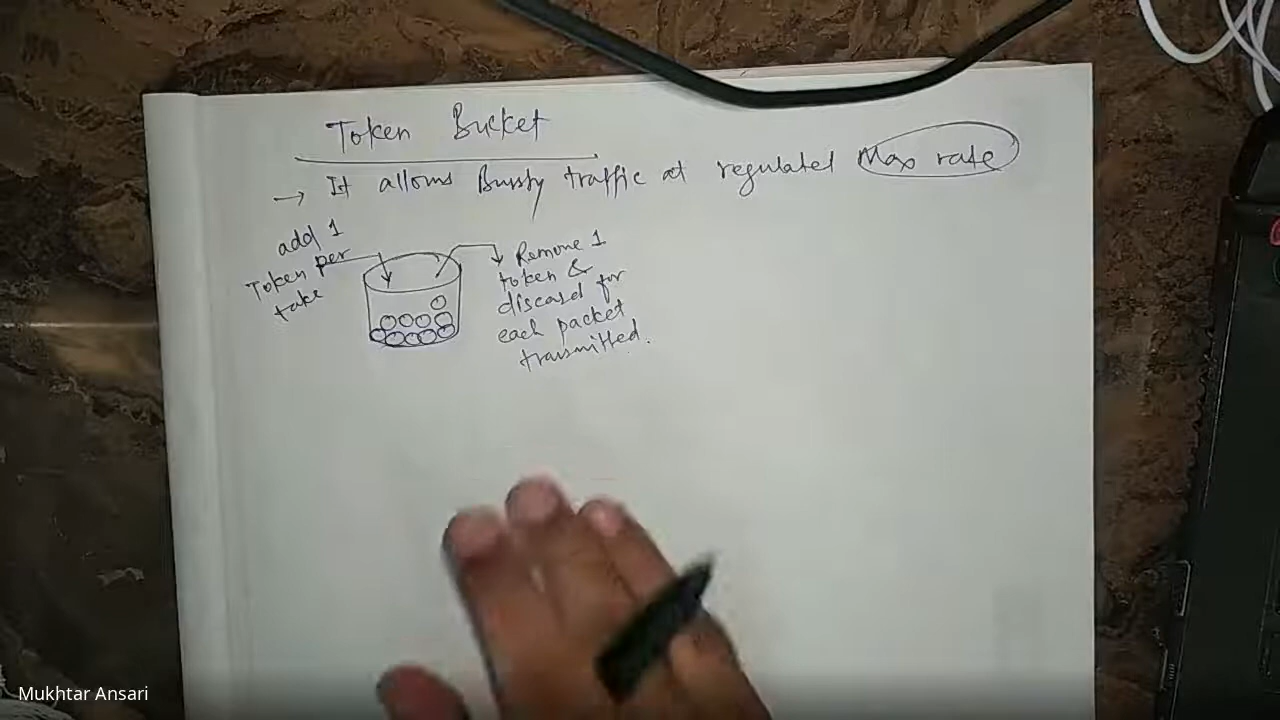 Token Bucket
→ It allows Bursty traffic at regulated Max rate
add 1
Token per
take
Remove 1
token &
discard for
each packet
transmitted.
Mukhtar Ansari